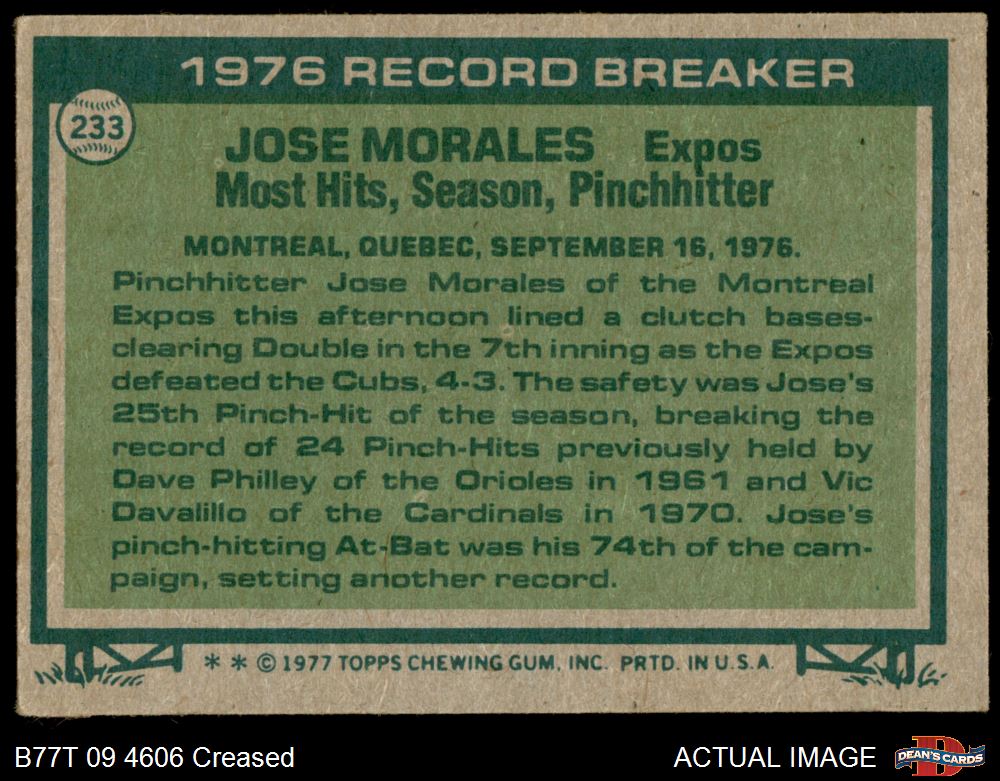 1976 RECORD BREAKER
233
JOSE MORALES Expos
Most Hits, Season, Pinchhitter
MONTREAL, QUEBEC, SEPTEMBER 16, 1976.
Pinchhitter Jose Morales of the Montreal
Expos this afternoon lined a clutch bases-
clearing Double in the 7th inning as the Expos
defeated the Cubs, 4-3. The safety was Jose's
25th Pinch-Hit of the season, breaking the
record of 24 Pinch-Hits previously held by
Dave Philley of the Orioles in 1961 and Vic
Davalillo of the Cardinals in 1970. Jose's
pinch-hitting At-Bat was his 74th of the cam-
paign, setting another record.
* * © 1977 TOPPS CHEWING GUM, INC. PRTD. IN U.S.A.
B77T 09 4606 Creased
ACTUAL IMAGE
D
DEAN'S CARDS